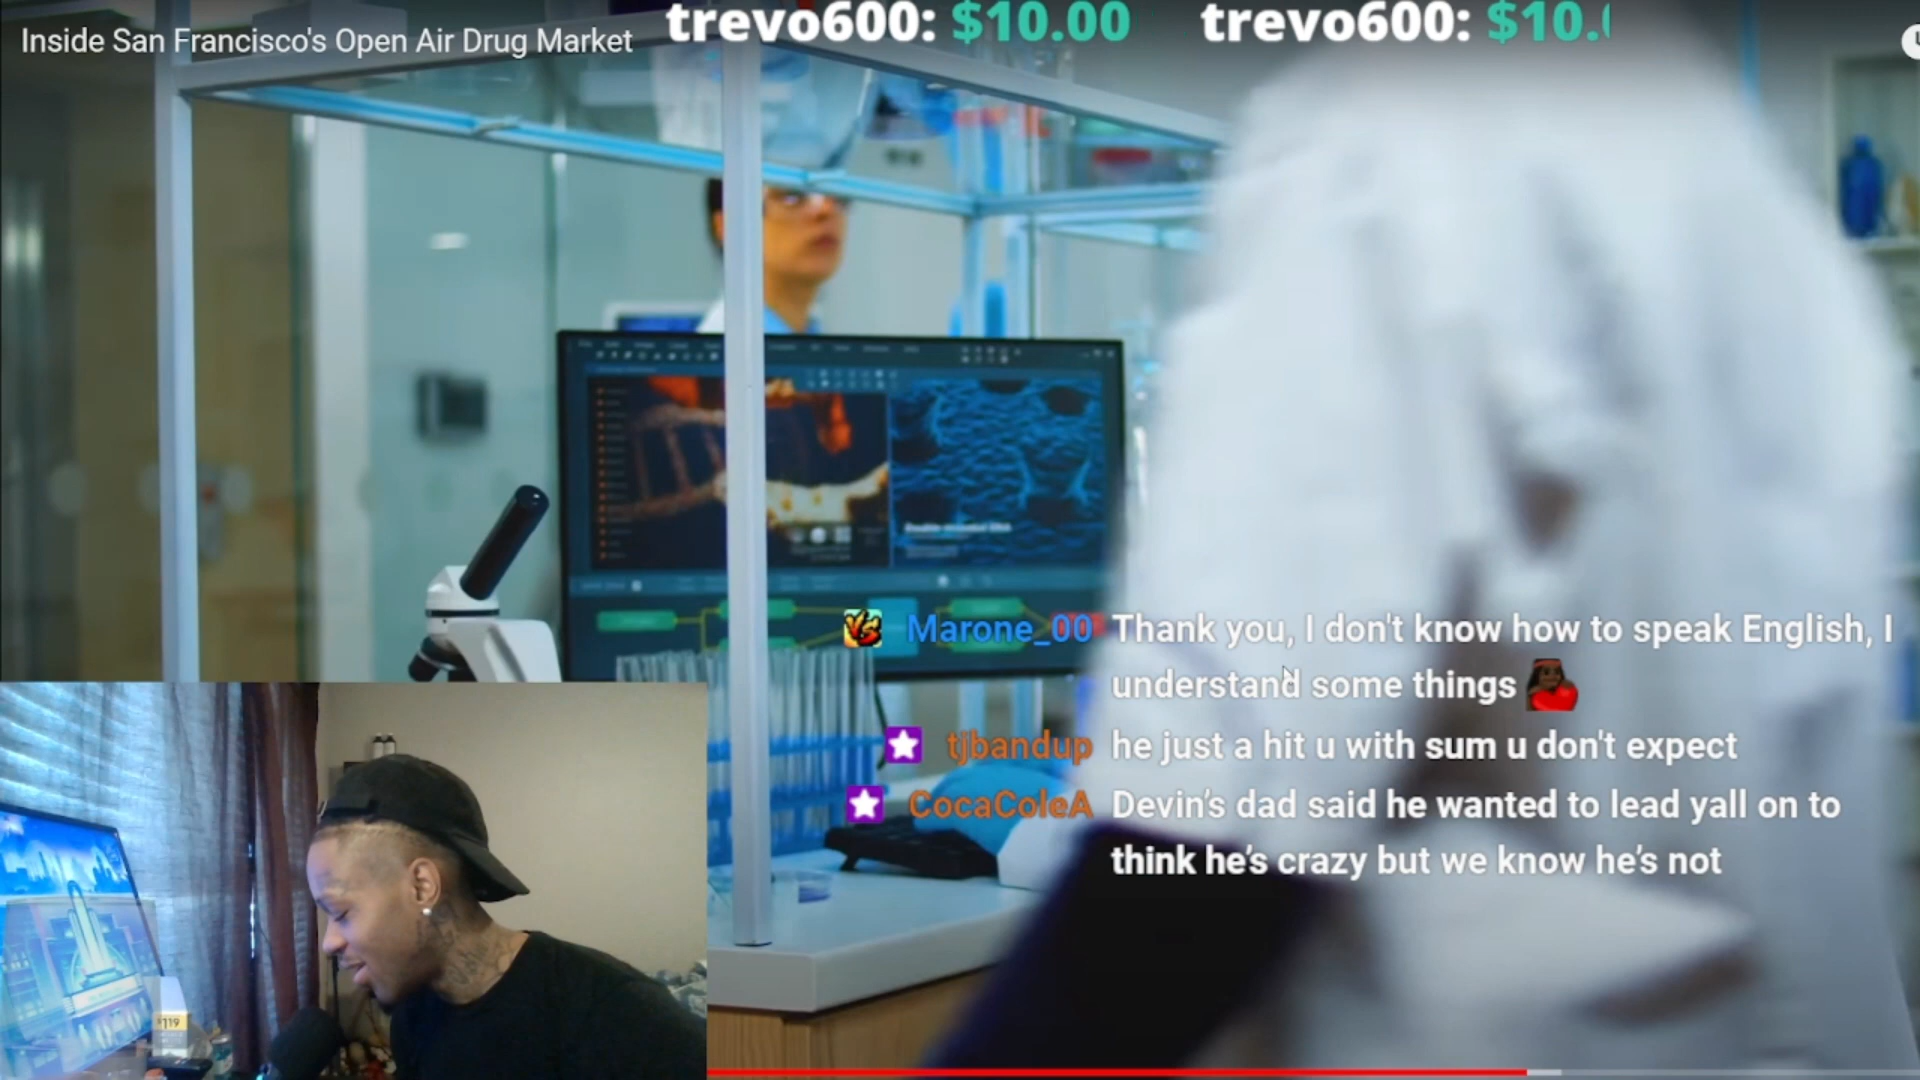 Inside San Francisco's Open Air Drug Market
trevo600: $10.00 trevo600: $10.
Marone_00 Thank you, I don't know how to speak English, I
understand some things
tjbandup he just a hit u with sum u don't expect
CocaColeA Devin's dad said he wanted to lead yall on to
think he's crazy but we know he's not
$119